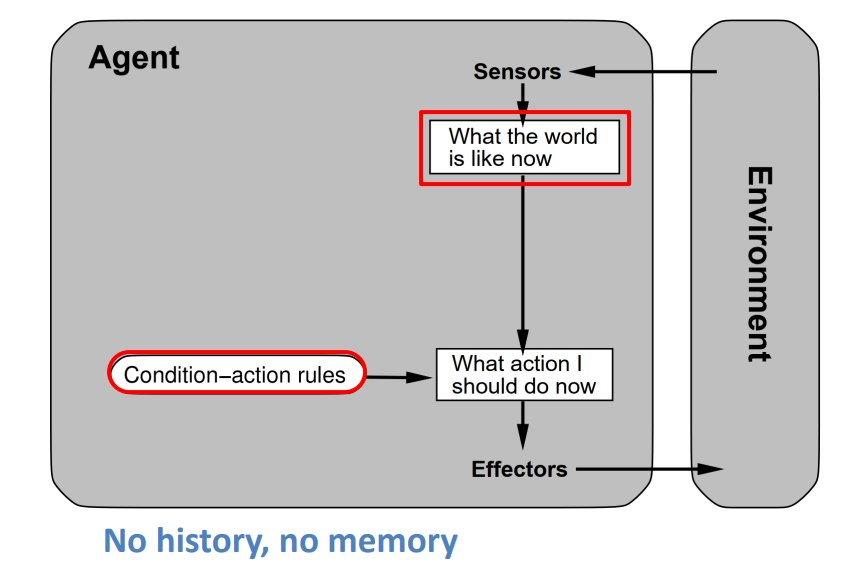 Agent
Sensors
What the world
is like now
Environment
Condition–action rules
What action I
should do now
Effectors
No history, no memory